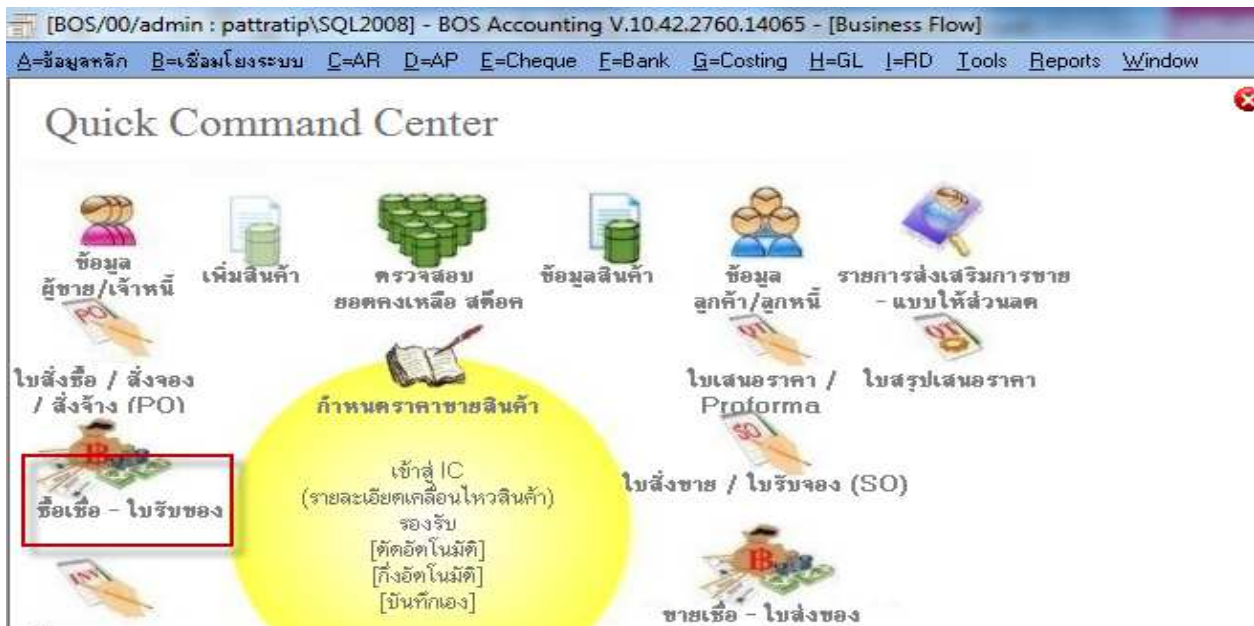 [BOS/00/admin : pattratip\SQL2008] - BOS Accounting V.10.42.2760.14065 - [Business Flow]
A=ข้อมูลหลัก B=เชื่อมโยงระบบ C=AR D=AP E=Cheque F=Bank G=Costing H=GL I=RD Tools Reports Window
Quick Command Center
ข้อมูล
ผู้ขาย/เจ้าหนี้
เพิ่มสินค้า
ตรวจสอบ
ยอดคงเหลือ สต๊อค
ข้อมูลสินค้า
ข้อมูล
ลูกค้า/ลูกหนี้
รายการส่งเสริมการขาย
- แบบให้ส่วนลด
PO
QT
QT
ใบสั่งซื้อ / สั่งจอง
/ สั่งจ้าง (PO)
กำหนดราคาขายสินค้า
ใบเสนอราคา /
Proforma
ใบสรุปเสนอราคา
SO
฿
ซื้อเชื่อ - ใบรับของ
เข้าสู่ IC
(รายละเอียดเคลื่อนไหวสินค้า)
รองรับ
[ตัดอัตโนมัติ]
[กึ่งอัตโนมัติ]
[บันทึกเอง]
ใบสั่งขาย / ใบรับจอง (SO)
INV
฿
ขายเชื่อ - ใบส่งของ